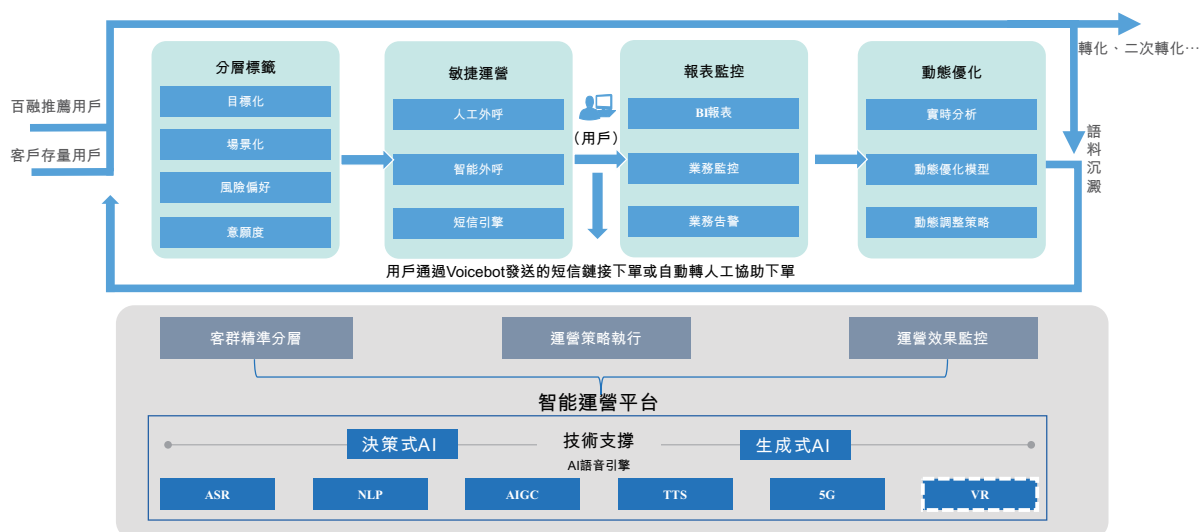 轉化、二次轉化…
百融推薦用戶
客戶存量用戶
分層標籤
目標化
場景化
風險偏好
意願度
敏捷運營
人工外呼
智能外呼
短信引擎
（用戶）
報表監控
BI報表
業務監控
業務告警
動態優化
實時分析
動態優化模型
動態調整策略
語料沉澱
用戶通過Voicebot發送的短信鏈接下單或自動轉人工協助下單
客群精準分層
運營策略執行
運營效果監控
智能運營平台
決策式AI
技術支撐
生成式AI
AI語音引擎
ASR
NLP
AIGC
TTS
5G
VR